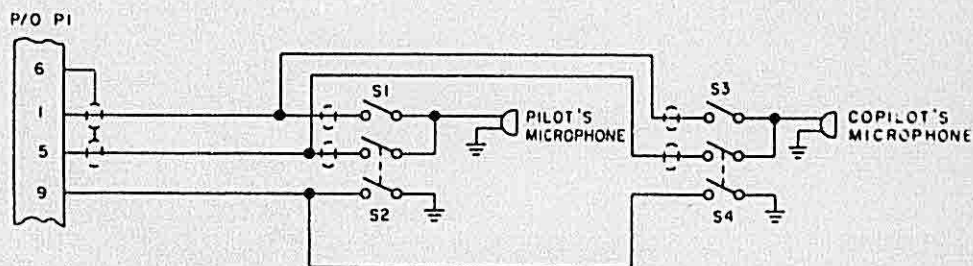 P/O P1
6
1
5
9
S1
S2
PILOT'S
MICROPHONE
S3
S4
COPILOT'S
MICROPHONE